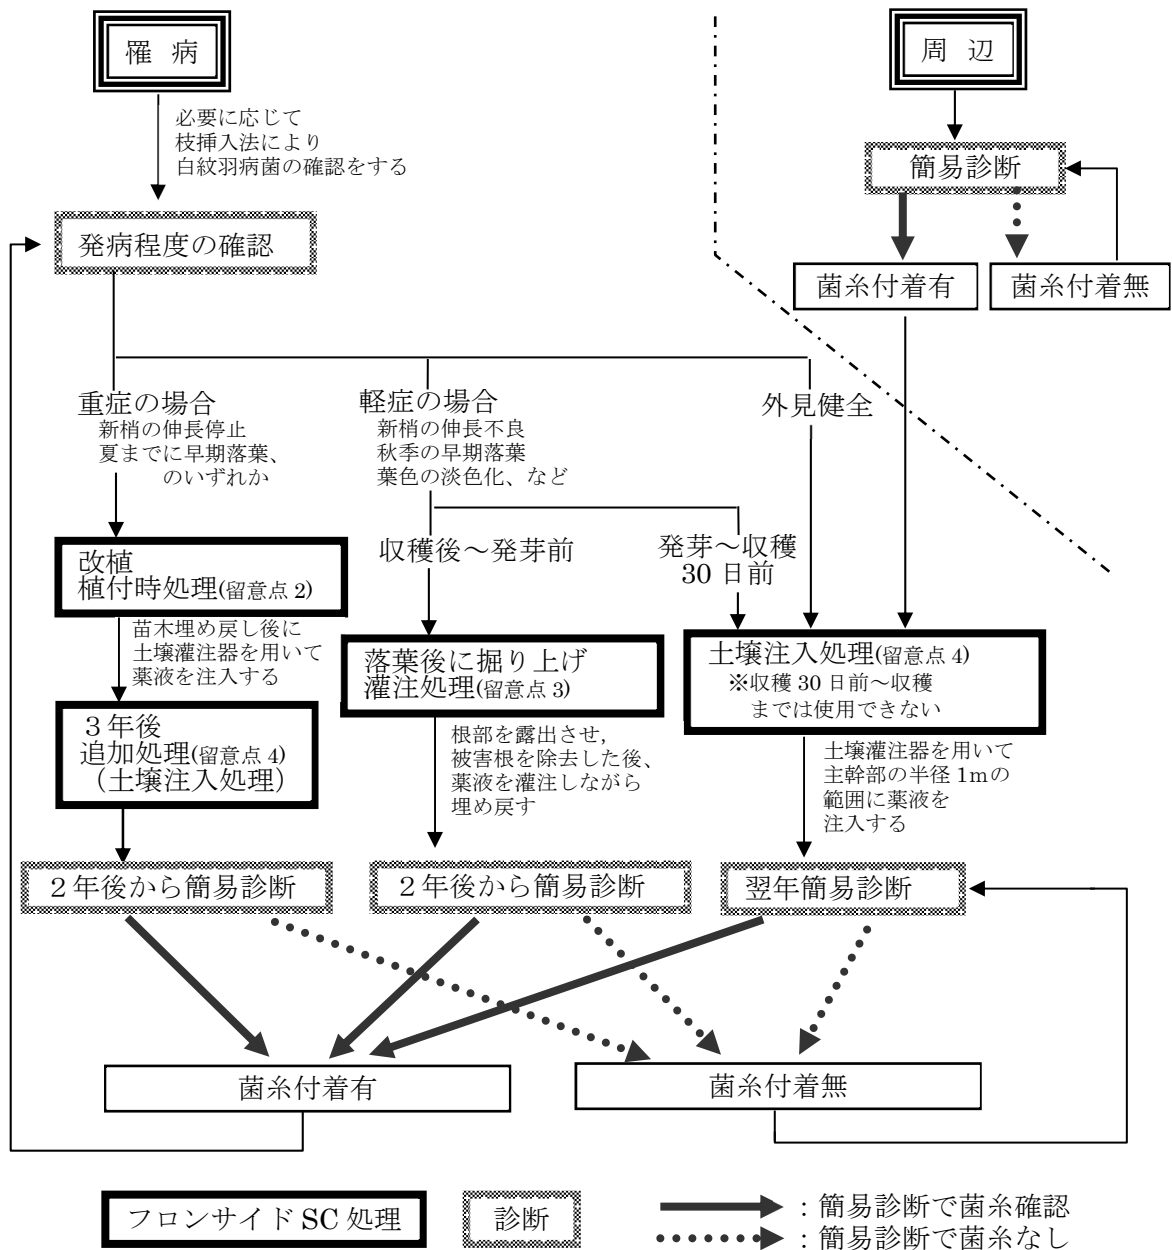 罹 病
必要に応じて
枝挿入法により
白紋羽病菌の確認をする
発病程度の確認
周 辺
簡易診断
菌糸付着有
菌糸付着無
重症の場合
新梢の伸長停止
夏までに早期落葉、
のいずれか
軽症の場合
新梢の伸長不良
秋季の早期落葉
葉色の淡色化、など
外見健全
収穫後～発芽前
発芽～収穫
30 日前
改植
植付時処理(留意点 2)
苗木埋め戻し後に
土壌灌注器を用いて
薬液を注入する
３年後
追加処理(留意点 4)
（土壌注入処理）
落葉後に掘り上げ
灌注処理(留意点 3)
根部を露出させ,
被害根を除去した後、
薬液を灌注しながら
埋め戻す
土壌注入処理(留意点 4)
※収穫 30 日前～収穫
までは使用できない
土壌灌注器を用いて
主幹部の半径 1mの
範囲に薬液を
注入する
２年後から簡易診断
２年後から簡易診断
翌年簡易診断
菌糸付着有
菌糸付着無
フロンサイド SC 処理
診断
：簡易診断で菌糸確認
：簡易診断で菌糸なし